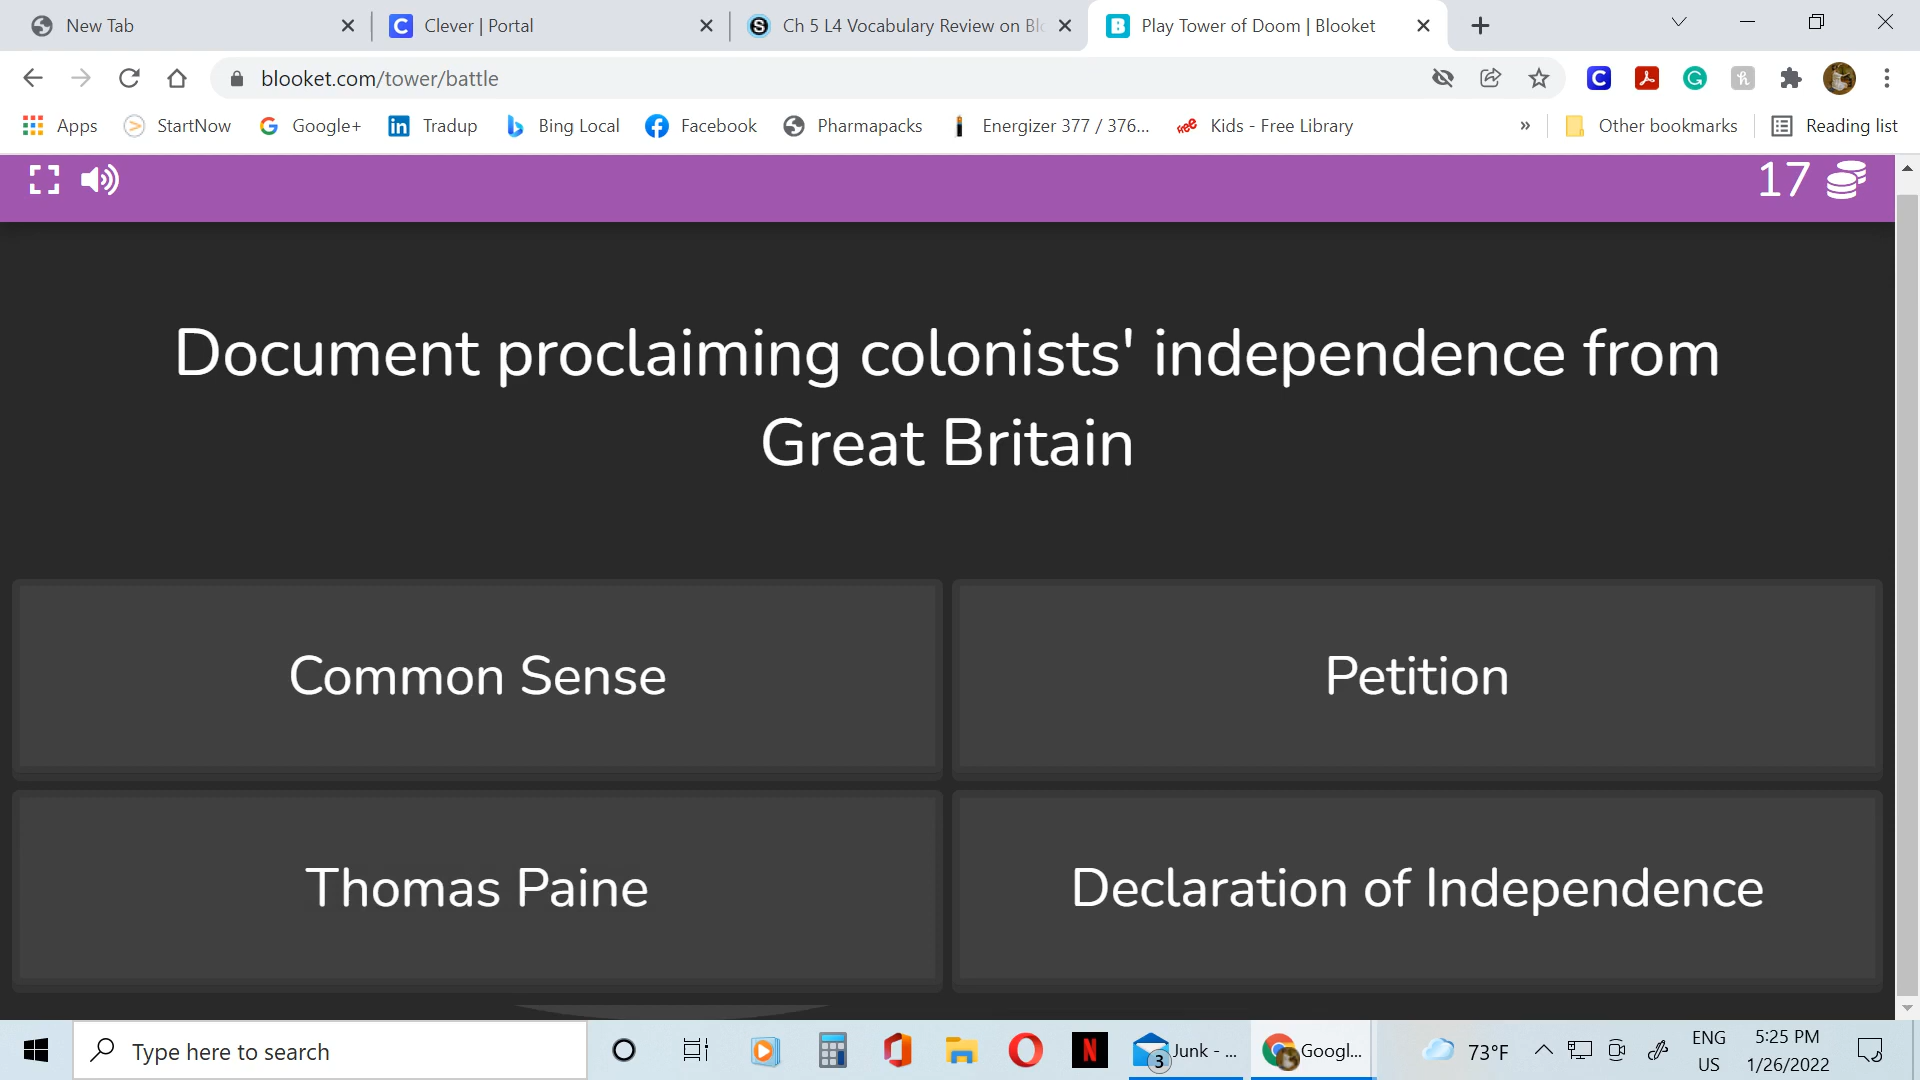 New Tab
Clever | Portal
Ch 5 L4 Vocabulary Review on Blo
Play Tower of Doom | Blooket
blooket.com/tower/battle
Apps
StartNow
Google+
Tradup
Bing Local
Facebook
Pharmapacks
Energizer 377 / 376...
Kids - Free Library
»
Other bookmarks
Reading list
17
Document proclaiming colonists' independence from
Great Britain
Common Sense
Petition
Thomas Paine
Declaration of Independence
Type here to search
3
Junk - ...
Googl...
73°F
ENG
US
5:25 PM
1/26/2022